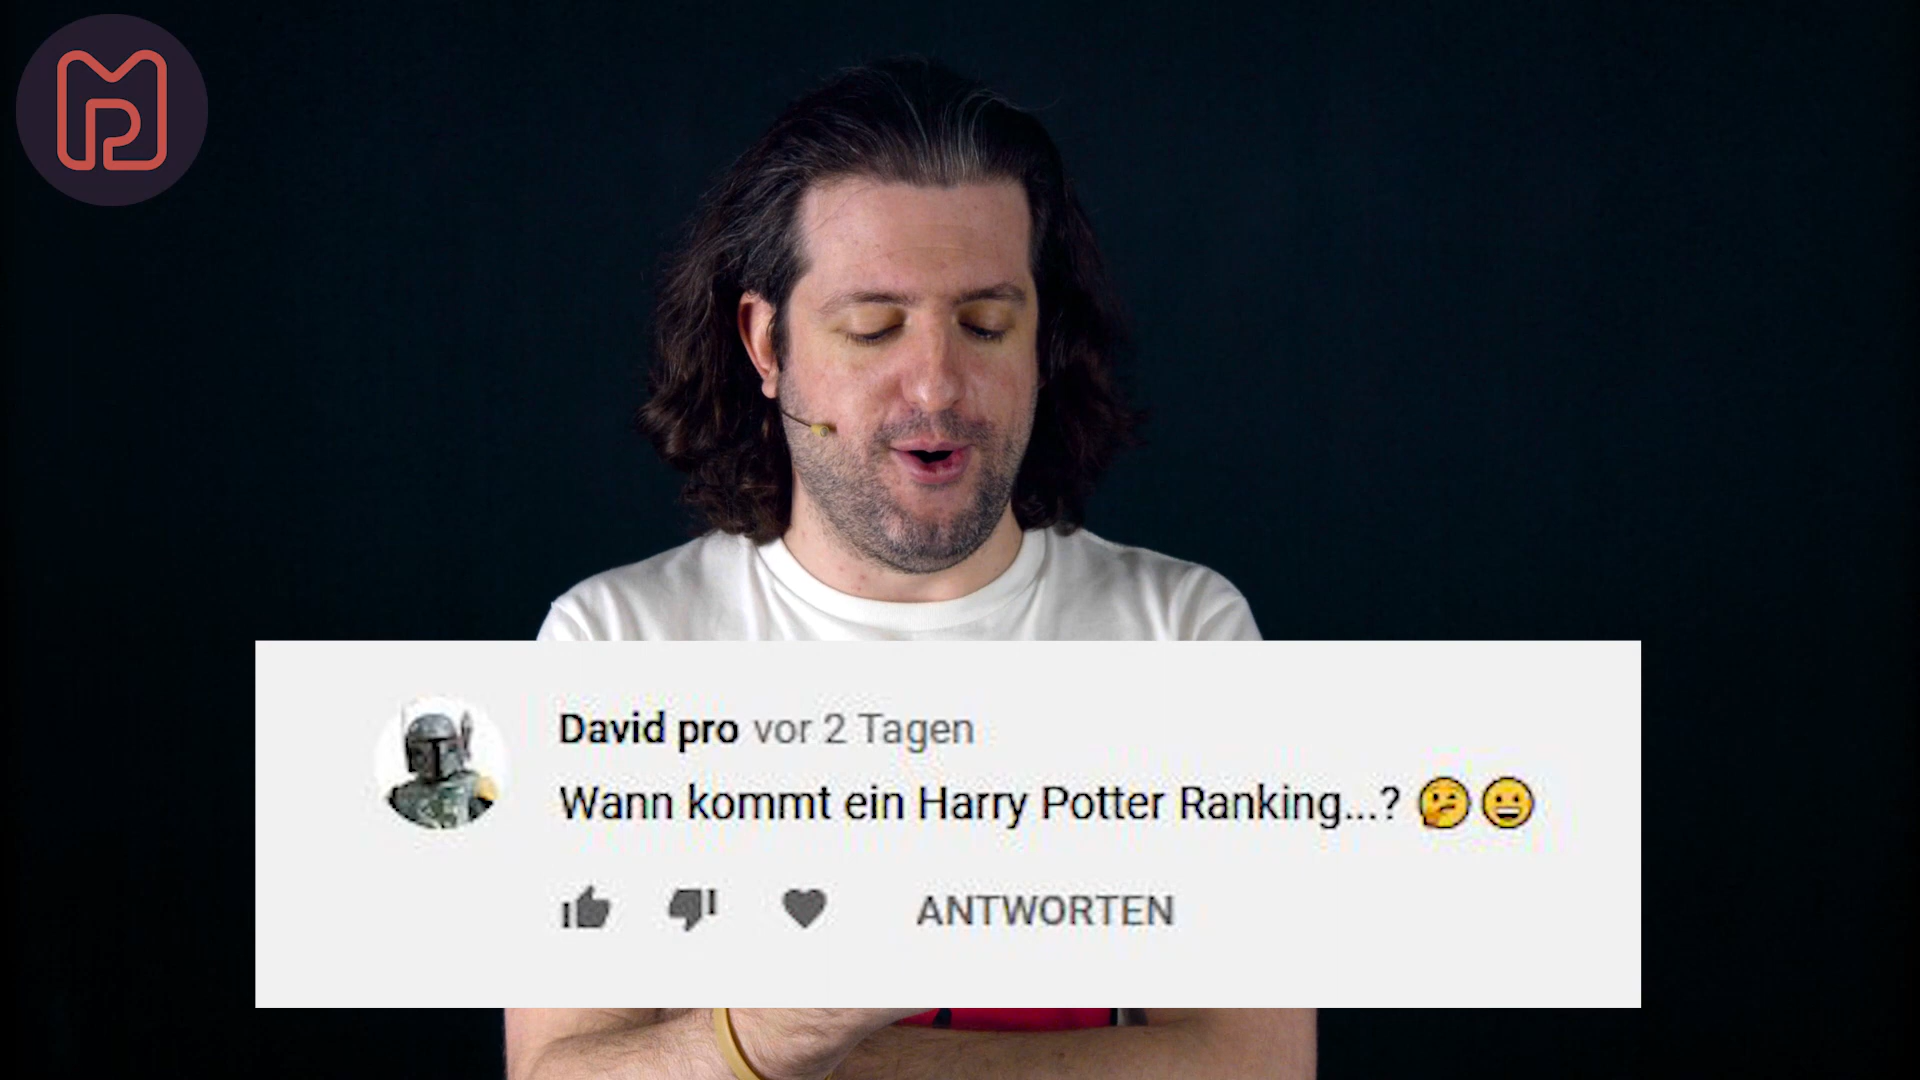 David pro vor 2 Tagen
Wann kommt ein Harry Potter Ranking...? 🤔😀
ANTWORTEN